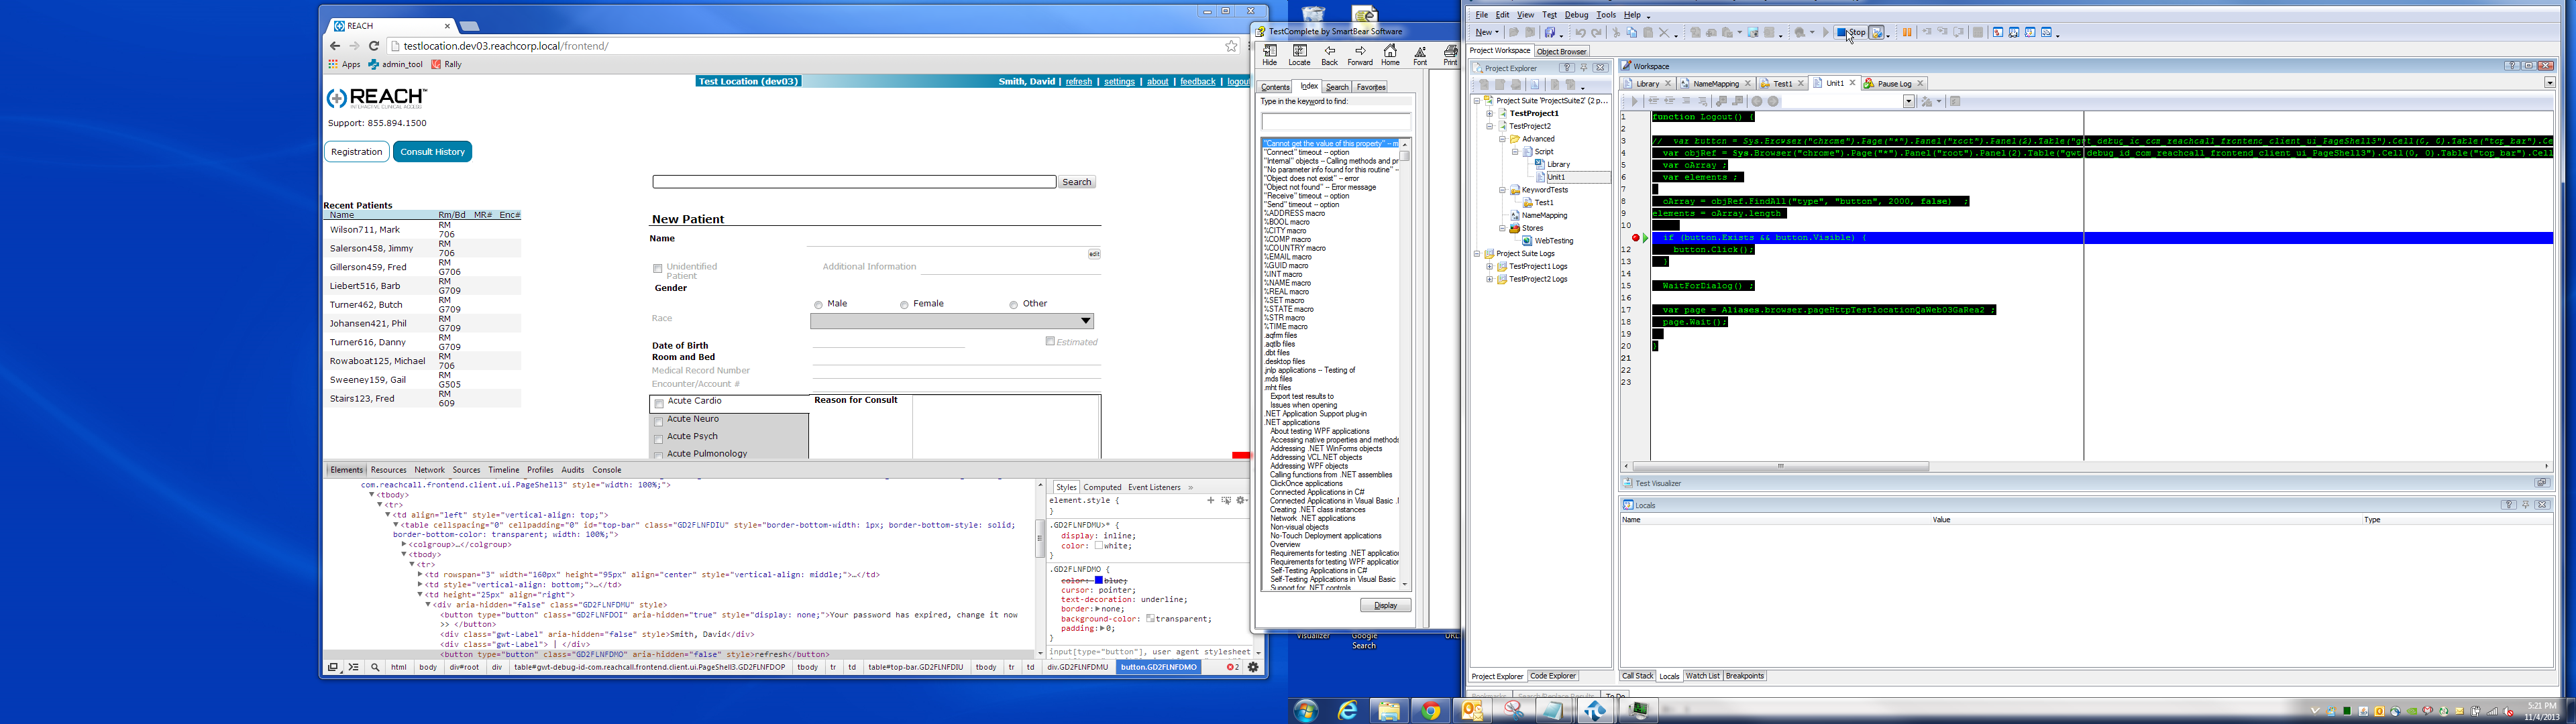 REACH
testlocation.dev03.reachcorp.local/frontend/
Apps admin_tool Rally
Test Location (dev03)
Smith, David | refresh | settings | about | feedback | logout
REACH
Support: 855.894.1500
Registration
Consult History
Search
Recent Patients
Name Rm/Bd MR# Enc#
Wilson711, Mark RM 706
Salerson458, Jimmy RM 706
Gillerson459, Fred RM G706
Liebert516, Barb RM G709
Turner462, Butch RM G709
Johansen421, Phil RM G709
Turner616, Danny RM G709
Rowaboat125, Michael RM 706
Sweeney159, Gail RM G505
Stairs123, Fred RM 609
New Patient
Name
edit
Unidentified Patient
Additional Information
Gender
Male Female Other
Race
Date of Birth
Estimated
Room and Bed
Medical Record Number
Encounter/Account #
Acute Cardio
Acute Neuro
Acute Psych
Acute Pulmonology
Reason for Consult
Elements Resources Network Sources Timeline Profiles Audits Console
com.reachcall.frontend.client.ui.PageShell3" style="width: 100%;">
<tbody>
<tr>
<td align="left" style="vertical-align: top;">
<table cellspacing="0" cellpadding="0" id="top-bar" class="GD2FLNFDIU" style="border-bottom-width: 1px; border-bottom-style: solid;
border-bottom-color: transparent; width: 100%;">
<colgroup>…</colgroup>
<tbody>
<tr>
<td rowspan="3" width="160px" height="95px" align="center" style="vertical-align: middle;">…</td>
<td style="vertical-align: bottom;">…</td>
<td height="25px" align="right">
<div aria-hidden="false" class="GD2FLNFDMU" style>
<button type="button" class="GD2FLNFDOI" aria-hidden="true" style="display: none;">Your password has expired, change it now
>> </button>
<div class="gwt-Label" aria-hidden="false" style>Smith, David</div>
<div class="gwt-Label"> | </div>
<button type="button" class="GD2FLNFDMO" aria-hidden="false" style>refresh</button>
html body div#root div table#gwt-debug-id-com.reachcall.frontend.client.ui.PageShell3.GD2FLNFDOP tbody tr td table#top-bar.GD2FLNFDIU tbody tr td div.GD2FLNFDMU button.GD2FLNFDMO
2
Styles Computed Event Listeners »
element.style {
}
.GD2FLNFDMU>* {
display: inline;
color: white;
}
.GD2FLNFDMO {
color: blue;
cursor: pointer;
text-decoration: underline;
border: none;
background-color: transparent;
padding: 0;
}
input[type="button"], user agent stylesheet
TestComplete by SmartBear Software
Hide Locate Back Forward Home Font Print
Contents Index Search Favorites
Type in the keyword to find:
"Cannot get the value of this property" -- m
"Connect" timeout -- option
"Internal" objects -- Calling methods and pr
"No parameter info found for this routine" --
"Object does not exist" -- error
"Object not found" -- Error message
"Receive" timeout -- option
"Send" timeout -- option
%ADDRESS macro
%BOOL macro
%CITY macro
%COMP macro
%COUNTRY macro
%EMAIL macro
%GUID macro
%INT macro
%NAME macro
%REAL macro
%SET macro
%STATE macro
%STR macro
%TIME macro
.aqfm files
.aqtlb files
.dbt files
.desktop files
.jnlp applications -- Testing of
.mds files
.mht files
Export test results to
Issues when opening
.NET Application Support plug-in
.NET applications
About testing WPF applications
Accessing native properties and methods
Addressing .NET WinForms objects
Addressing VCL.NET objects
Addressing WPF objects
Calling functions from .NET assemblies
ClickOnce applications
Connected Applications in C#
Connected Applications in Visual Basic .
Creating .NET class instances
Network .NET applications
Non-visual objects
No-Touch Deployment applications
Overview
Requirements for testing .NET application
Requirements for testing WPF application
Self-Testing Applications in C#
Self-Testing Applications in Visual Basic
Support for .NET controls
Display
Visualizer
Google Search
URL
File Edit View Test Debug Tools Help
New
Stop
Project Workspace Object Browser
Project Explorer
Project Suite 'ProjectSuite2' (2 p...
TestProject1
TestProject2
Advanced
Script
Library
Unit1
KeywordTests
Test1
NameMapping
Stores
WebTesting
Project Suite Logs
TestProject1 Logs
TestProject2 Logs
Project Explorer Code Explorer
Workspace
Library NameMapping Test1 Unit1 Pause Log
1 function Logout() {
2
3 // var button = Sys.Browser("chrome").Page("*").Panel("root").Panel(2).Table("gwt_debug_id_com_reachcall_frontend_client_ui_PageShell3").Cell(0, 0).Table("top_bar").Ce
4 var objRef = Sys.Browser("chrome").Page("*").Panel("root").Panel(2).Table("gwt_debug_id_com_reachcall_frontend_client_ui_PageShell3").Cell(0, 0).Table("top_bar").Cell
5 var oArray ;
6 var elements ;
7
8 oArray = objRef.FindAll("type", "button", 2000, false) ;
9 elements = oArray.length
10
if (button.Exists && button.Visible) {
12 button.Click();
13 }
14
15 WaitForDialog() ;
16
17 var page = Aliases.browser.pageHttpTestlocationQaWeb03GaRea2 ;
18 page.Wait();
19
20 }
21
22
23
Test Visualizer
Locals
Name Value Type
Call Stack Locals Watch List Breakpoints
Bookmarks Search/Replace Results To Do
5:21 PM
11/4/2013